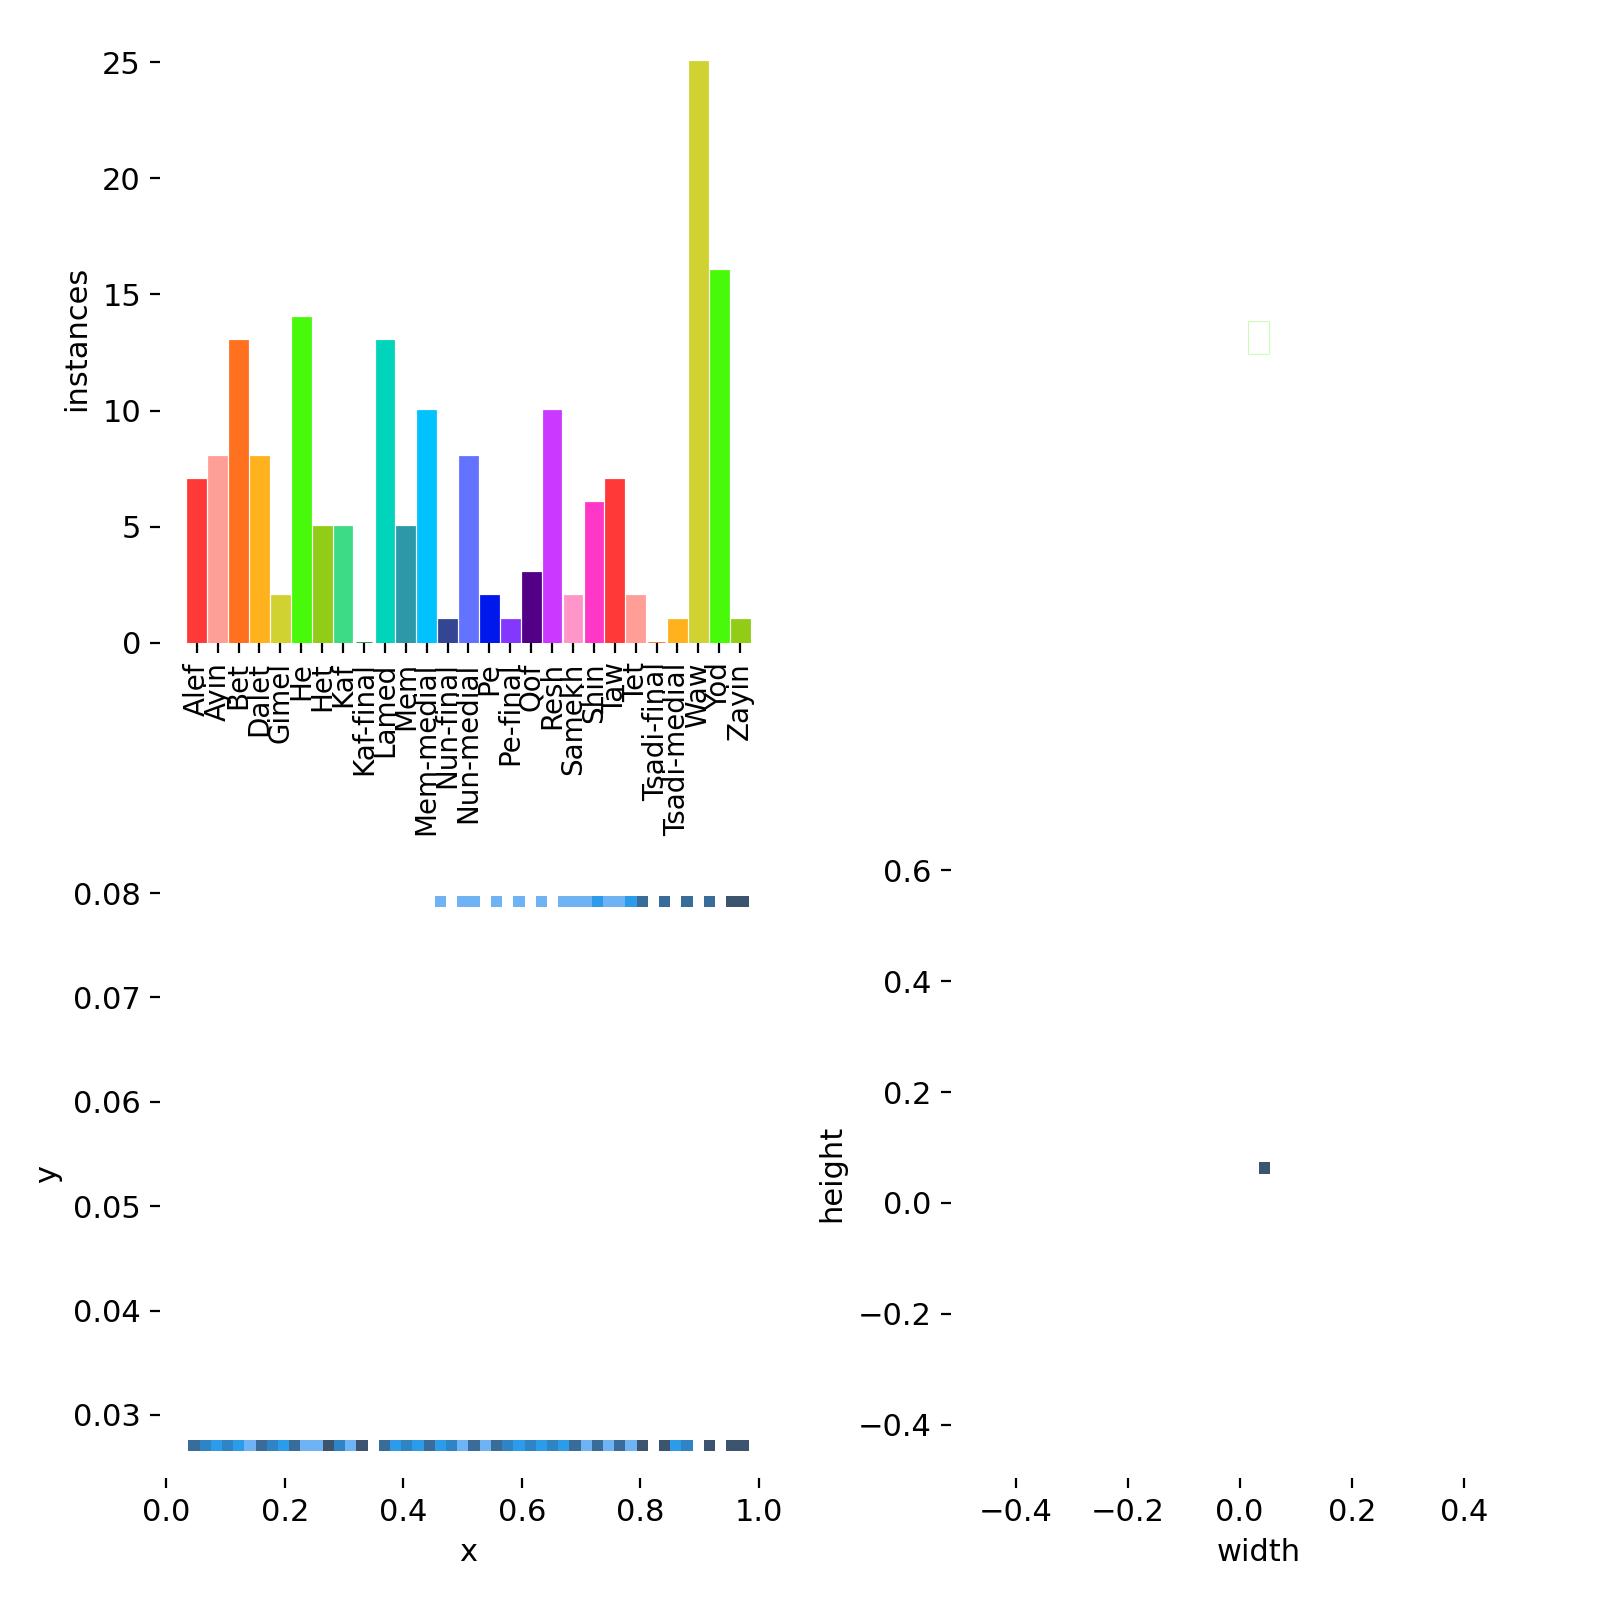 25
20
15
10
5
0
instances
Alef Ayin Bet Dalet Gimel He Het Kaf Kaf-final Lamed Mem Mem-medial Nun-final Nun-medial Pe Pe-final Qof Resh Samekh Shin Taw Tet Tsadi-final Tsadi-medial Waw Yod Zayin
0.08
0.07
0.06
0.05
0.04
0.03
y
0.0 0.2 0.4 0.6 0.8 1.0
x
0.6
0.4
0.2
0.0
−0.2
−0.4
height
−0.4 −0.2 0.0 0.2 0.4
width